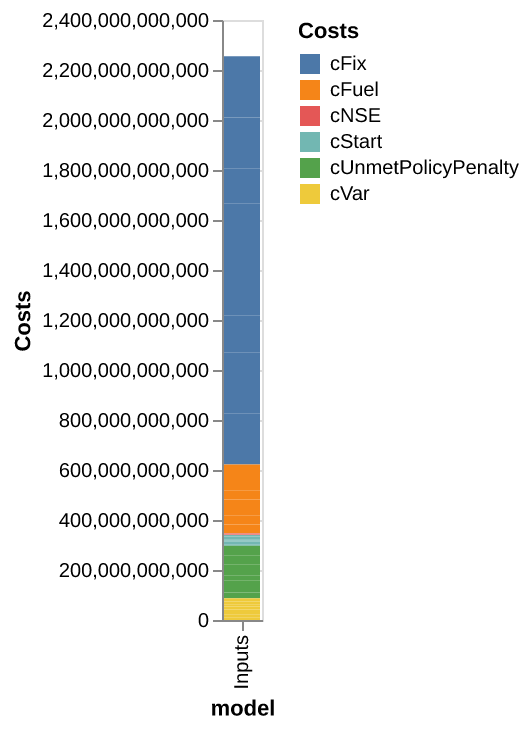 Costs
2,400,000,000,000
2,200,000,000,000
2,000,000,000,000
1,800,000,000,000
1,600,000,000,000
1,400,000,000,000
1,200,000,000,000
1,000,000,000,000
800,000,000,000
600,000,000,000
400,000,000,000
200,000,000,000
0
Inputs
model
Costs
cFix
cFuel
cNSE
cStart
cUnmetPolicyPenalty
cVar